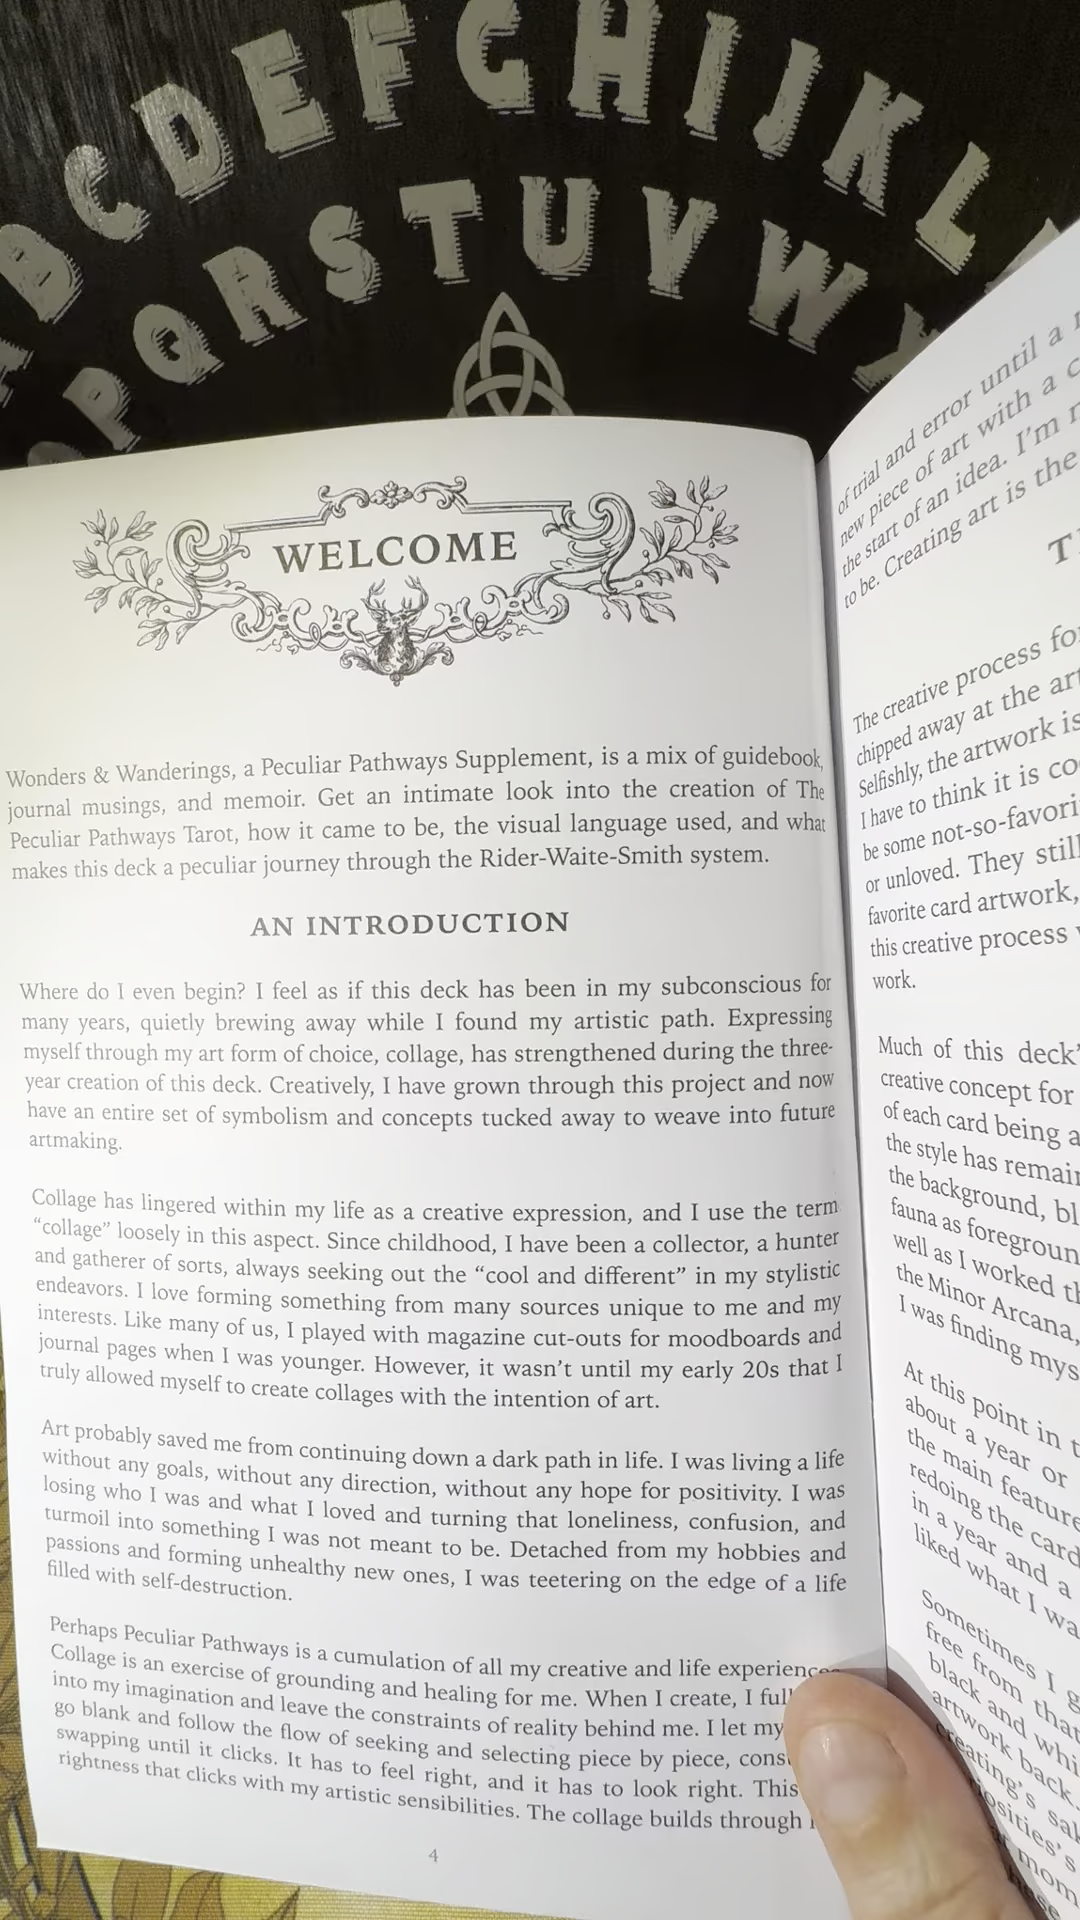 A B C D E F G H I J K L
P Q R S T U V W
WELCOME
Wonders & Wanderings, a Peculiar Pathways Supplement, is a mix of guidebook,
journal musings, and memoir. Get an intimate look into the creation of The
Peculiar Pathways Tarot, how it came to be, the visual language used, and what
makes this deck a peculiar journey through the Rider-Waite-Smith system.
AN INTRODUCTION
Where do I even begin? I feel as if this deck has been in my subconscious for
many years, quietly brewing away while I found my artistic path. Expressing
myself through my art form of choice, collage, has strengthened during the three-
year creation of this deck. Creatively, I have grown through this project and now
have an entire set of symbolism and concepts tucked away to weave into future
artmaking.
Collage has lingered within my life as a creative expression, and I use the term
“collage” loosely in this aspect. Since childhood, I have been a collector, a hunter
and gatherer of sorts, always seeking out the “cool and different” in my stylistic
endeavors. I love forming something from many sources unique to me and my
interests. Like many of us, I played with magazine cut-outs for moodboards and
journal pages when I was younger. However, it wasn’t until my early 20s that I
truly allowed myself to create collages with the intention of art.
Art probably saved me from continuing down a dark path in life. I was living a life
without any goals, without any direction, without any hope for positivity. I was
losing who I was and what I loved and turning that loneliness, confusion, and
turmoil into something I was not meant to be. Detached from my hobbies and
passions and forming unhealthy new ones, I was teetering on the edge of a life
filled with self-destruction.
Perhaps Peculiar Pathways is a cumulation of all my creative and life
Collage is an exercise of grounding and healing for me. When I create, I
into my imagination and leave the constraints of reality behind me. I let my
go blank and follow the flow of seeking and selecting piece by piece,
swapping until it clicks. It has to feel right, and it has to look right. This
rightness that clicks with my artistic sensibilities. The collage builds through
4
of trial and error until a
new piece of art with a
the start of an idea. I’m
to be. Creating art is the
The creative process
chipped away at the
Selfishly, the artwork
I have to think it is
be some
or unloved. They
favorite card artwork,
this creative process
work.
Much of this
creative concept for
of each card being
the style has
the background,
fauna as
well as I worked
the Minor Arcana,
I was finding
At this point in
about a year or
the main
redoing the
in a year and a
liked what I
Sometimes I
free from
black and
artwork back.